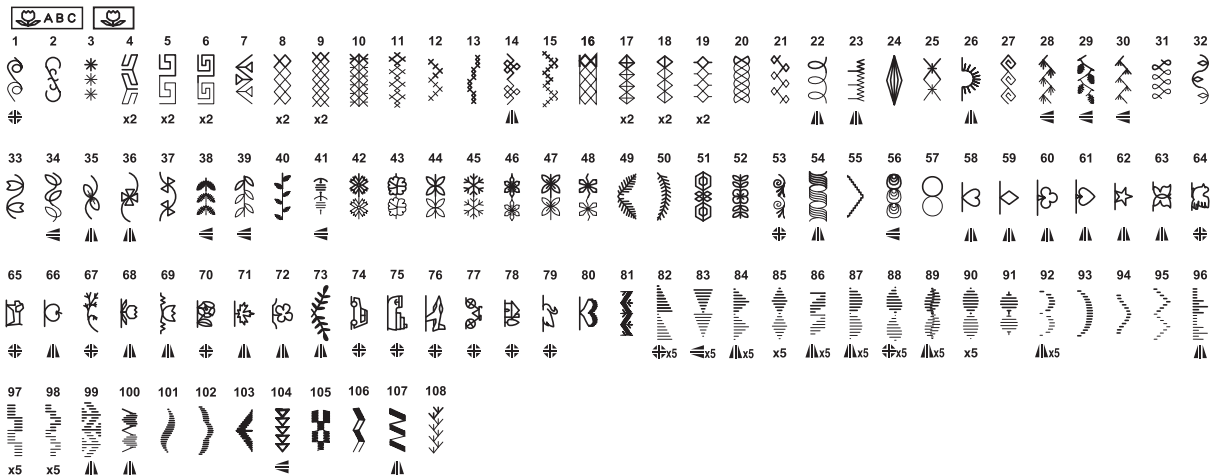 ABC
1 2 3 4 5 6 7 8 9 10 11 12 13 14 15 16 17 18 19 20 21 22 23 24 25 26 27 28 29 30 31 32
x2 x2 x2 x2 x2 x2 x2 x2
33 34 35 36 37 38 39 40 41 42 43 44 45 46 47 48 49 50 51 52 53 54 55 56 57 58 59 60 61 62 63 64
65 66 67 68 69 70 71 72 73 74 75 76 77 78 79 80 81 82 83 84 85 86 87 88 89 90 91 92 93 94 95 96
x5 x5 x5 x5 x5 x5 x5 x5 x5 x5
97 98 99 100 101 102 103 104 105 106 107 108
x5 x5